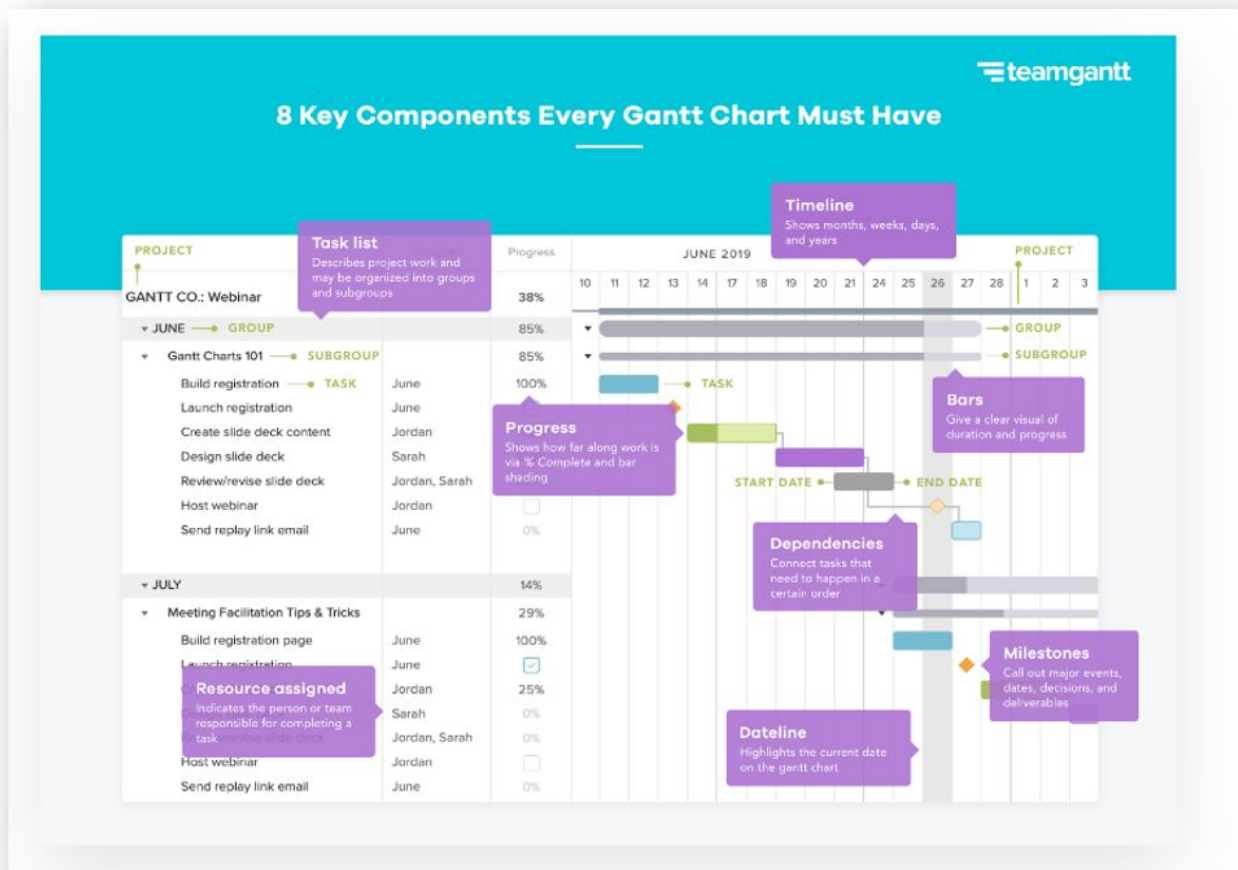 teamgantt
8 Key Components Every Gantt Chart Must Have
Timeline
Shows months, weeks, days,
and years
PROJECT
Task list
Describes project work and
may be organized into groups
and subgroups
Progress
JUNE 2019
PROJECT
10 11 12 13 14 17 18 19 20 21 24 25 26 27 28 1 2 3
GANTT CO.: Webinar 38%
JUNE GROUP 85% GROUP
Gantt Charts 101 SUBGROUP 85% SUBGROUP
Build registration TASK June 100% TASK
Launch registration June
Create slide deck content Jordan
Design slide deck Sarah
Review/revise slide deck Jordan, Sarah START DATE END DATE
Host webinar Jordan
Send replay link email June 0%
Progress
Shows how far along work is
via % Complete and bar
shading
Bars
Give a clear visual of
duration and progress
Dependencies
Connect tasks that
need to happen in a
certain order
JULY 14%
Meeting Facilitation Tips & Tricks 29%
Build registration page June 100%
Launch registration June
Jordan 25%
Sarah 0%
Jordan, Sarah 0%
Host webinar Jordan
Send replay link email June 0%
Resource assigned
Indicates the person or team
responsible for completing a
task
Milestones
Call out major events,
dates, decisions, and
deliverables
Dateline
Highlights the current date
on the gantt chart